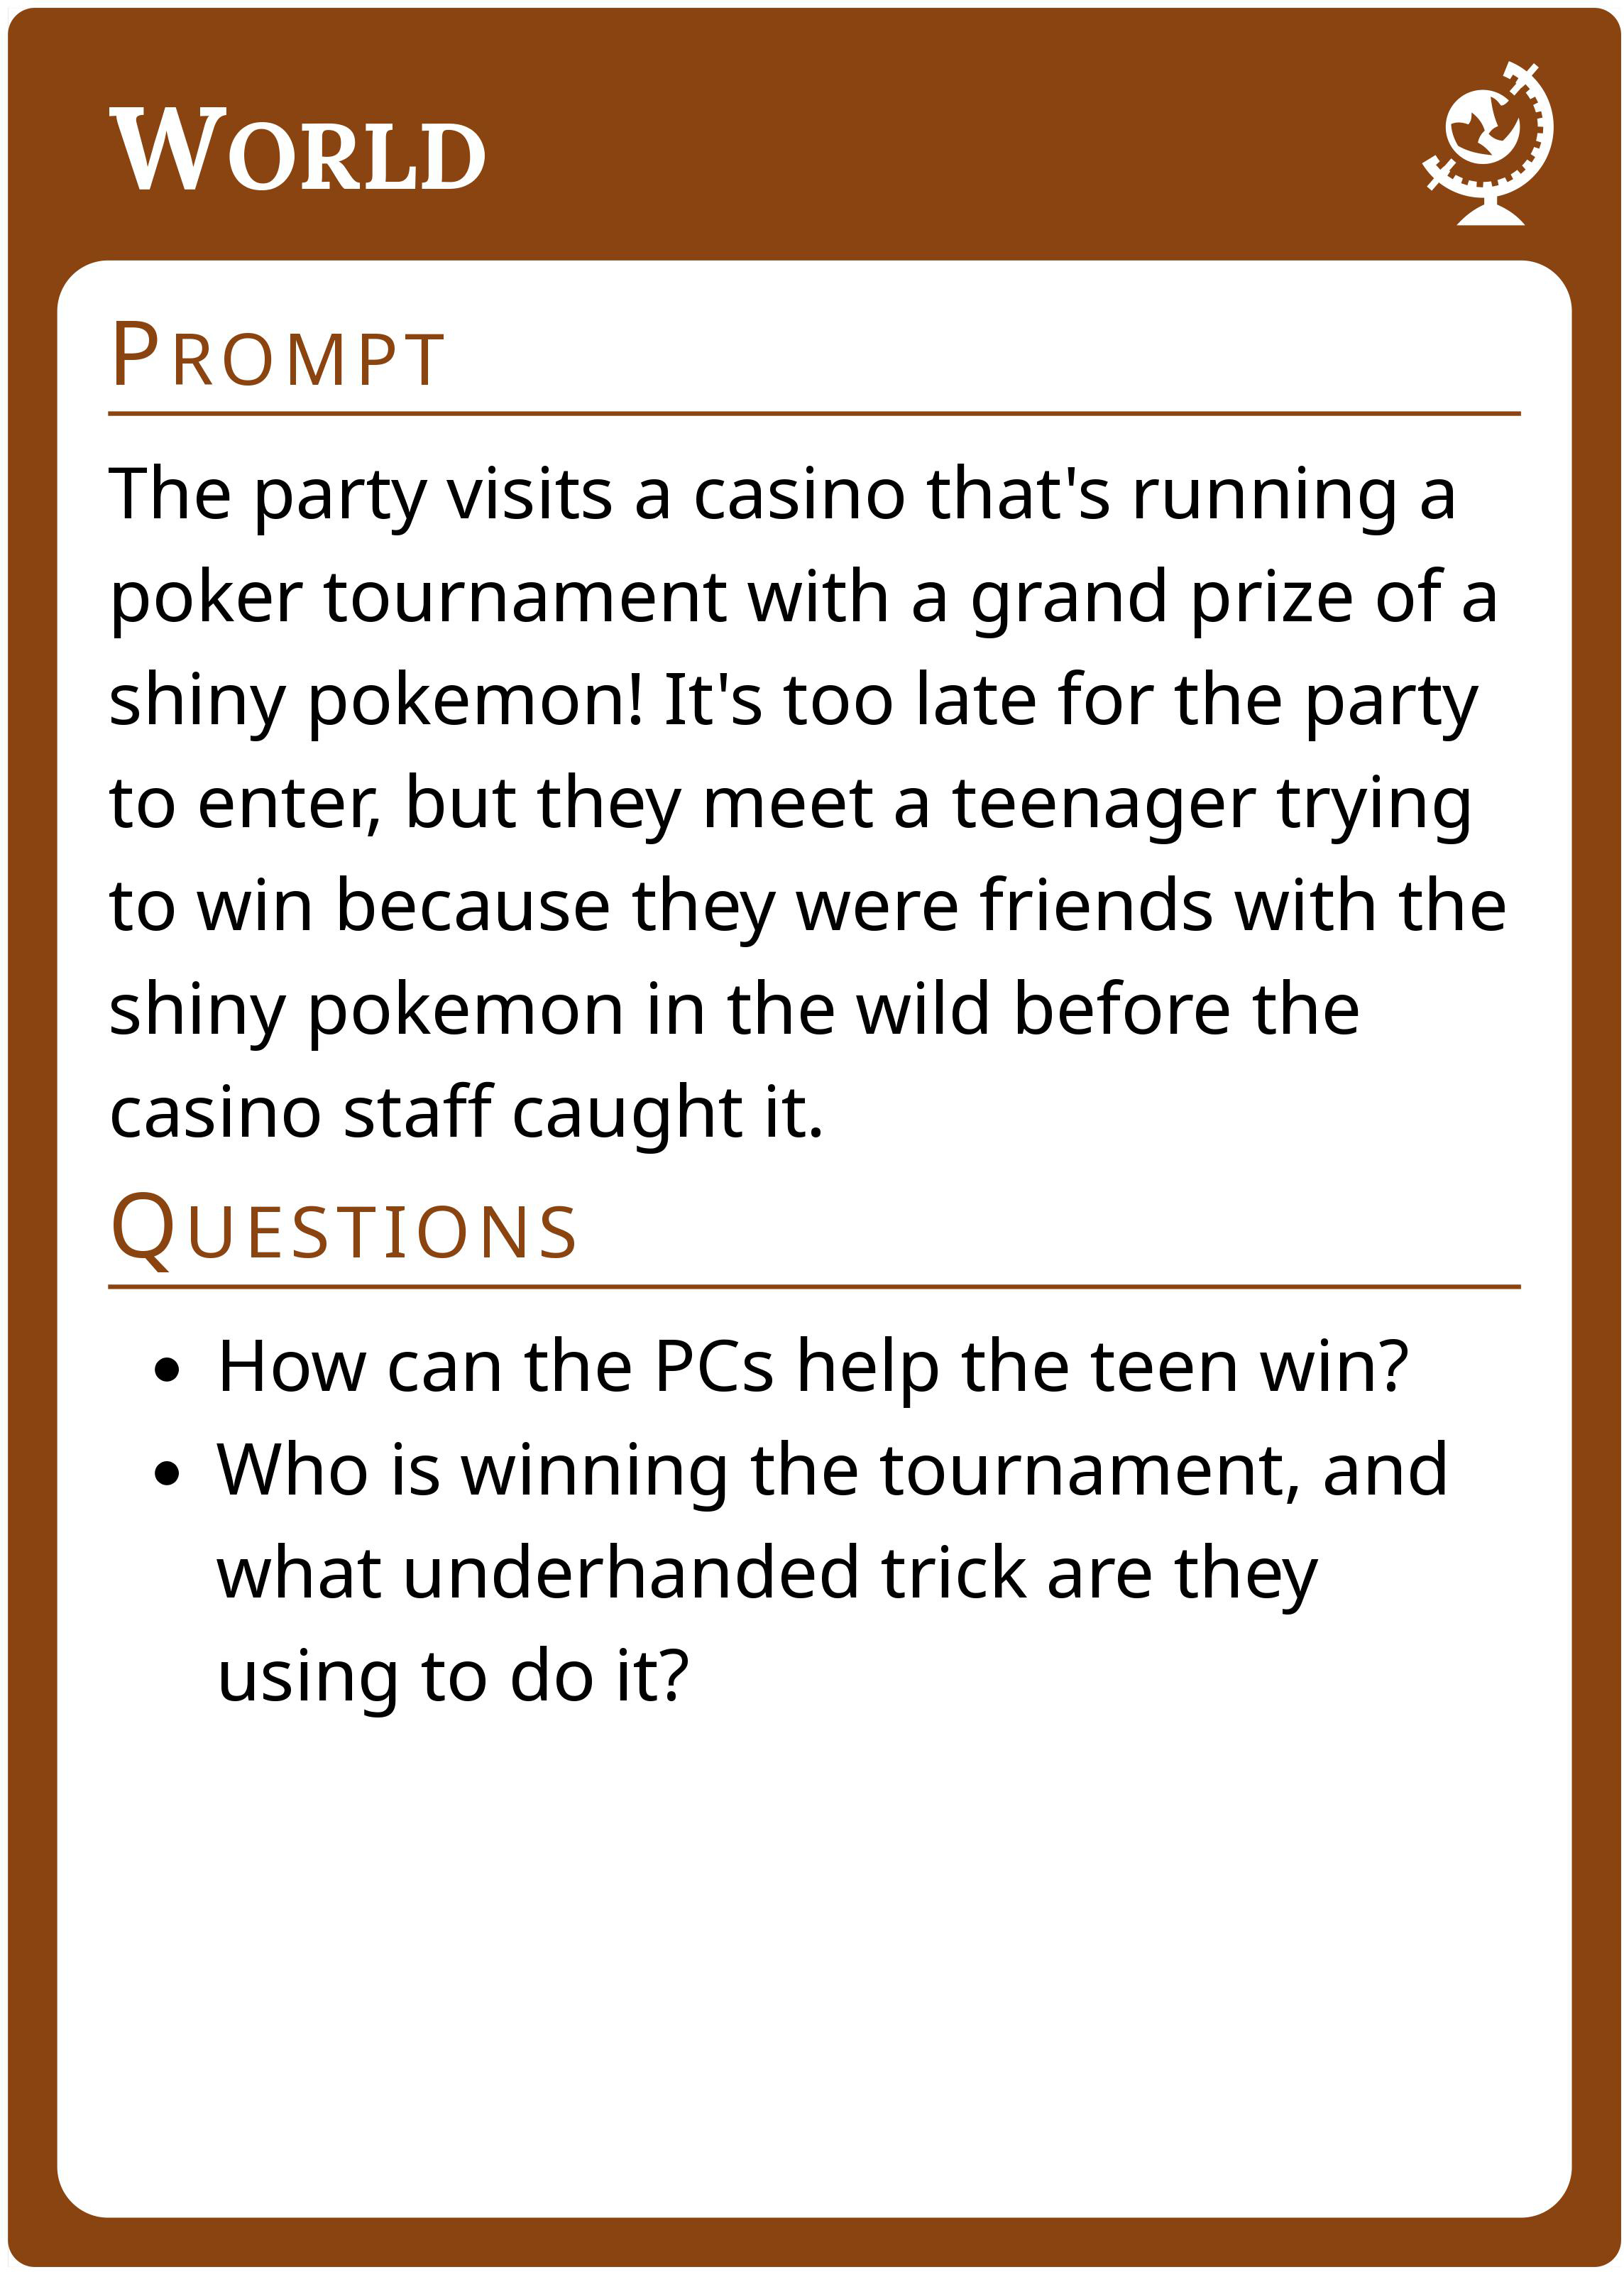 World
Prompt
The party visits a casino that's running a
poker tournament with a grand prize of a
shiny pokemon! It's too late for the party
to enter, but they meet a teenager trying
to win because they were friends with the
shiny pokemon in the wild before the
casino staff caught it.
Questions
• How can the PCs help the teen win?
• Who is winning the tournament, and
what underhanded trick are they
using to do it?